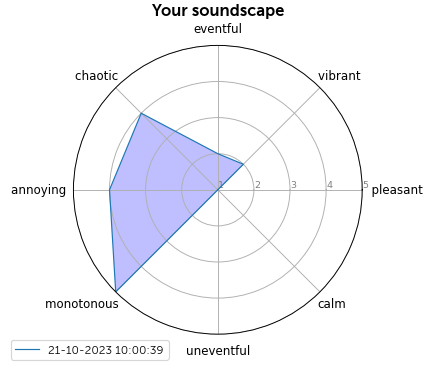 Your soundscape
eventful
chaotic
vibrant
annoying
1
2
3
4
5
pleasant
monotonous
calm
21-10-2023 10:00:39
uneventful